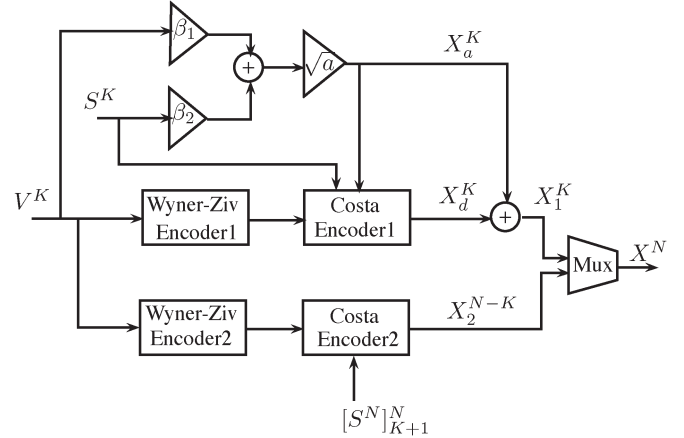 β₁
√a
X_a^K
S^K
β₂
+
+
V^K
Wyner-Ziv
Encoder1
Costa
Encoder1
X_d^K
X_1^K
Mux
X^N
Wyner-Ziv
Encoder2
Costa
Encoder2
X_2^{N-K}
[S^N]_{K+1}^N